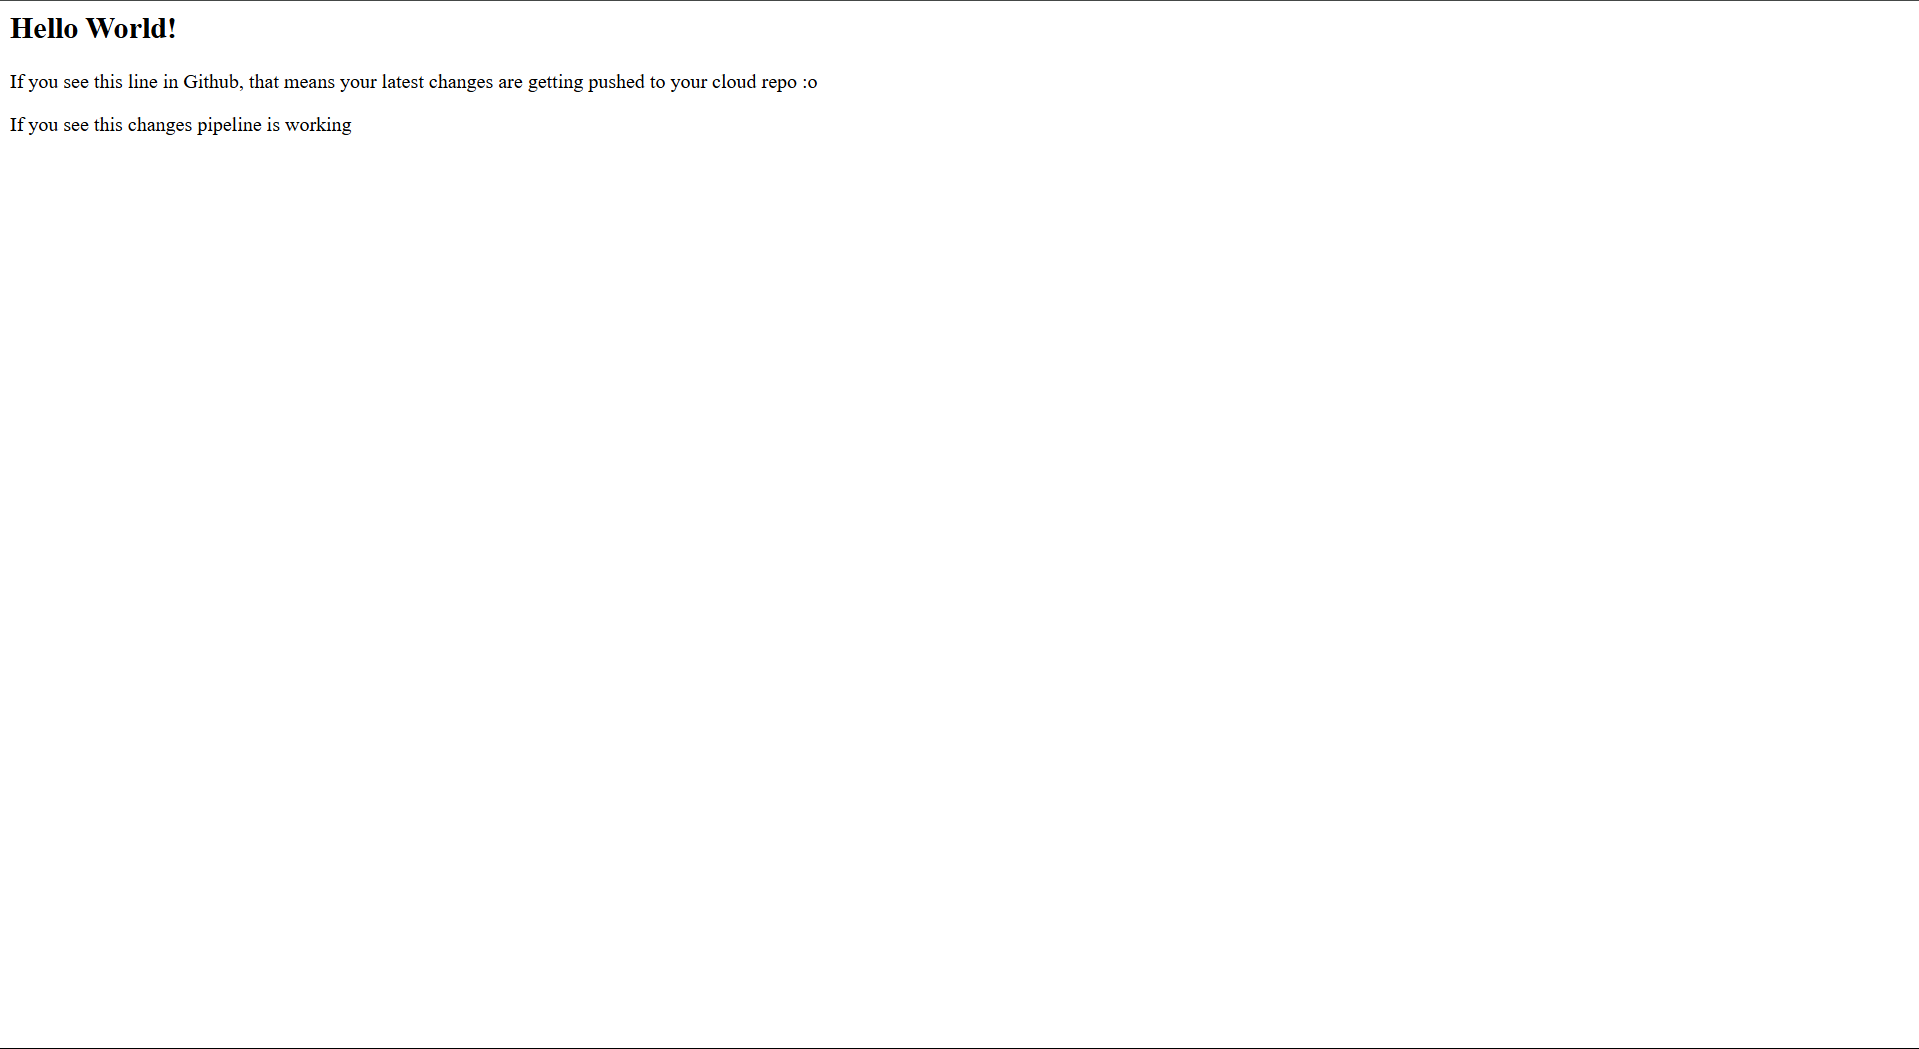 Hello World!
If you see this line in Github, that means your latest changes are getting pushed to your cloud repo :o
If you see this changes pipeline is working